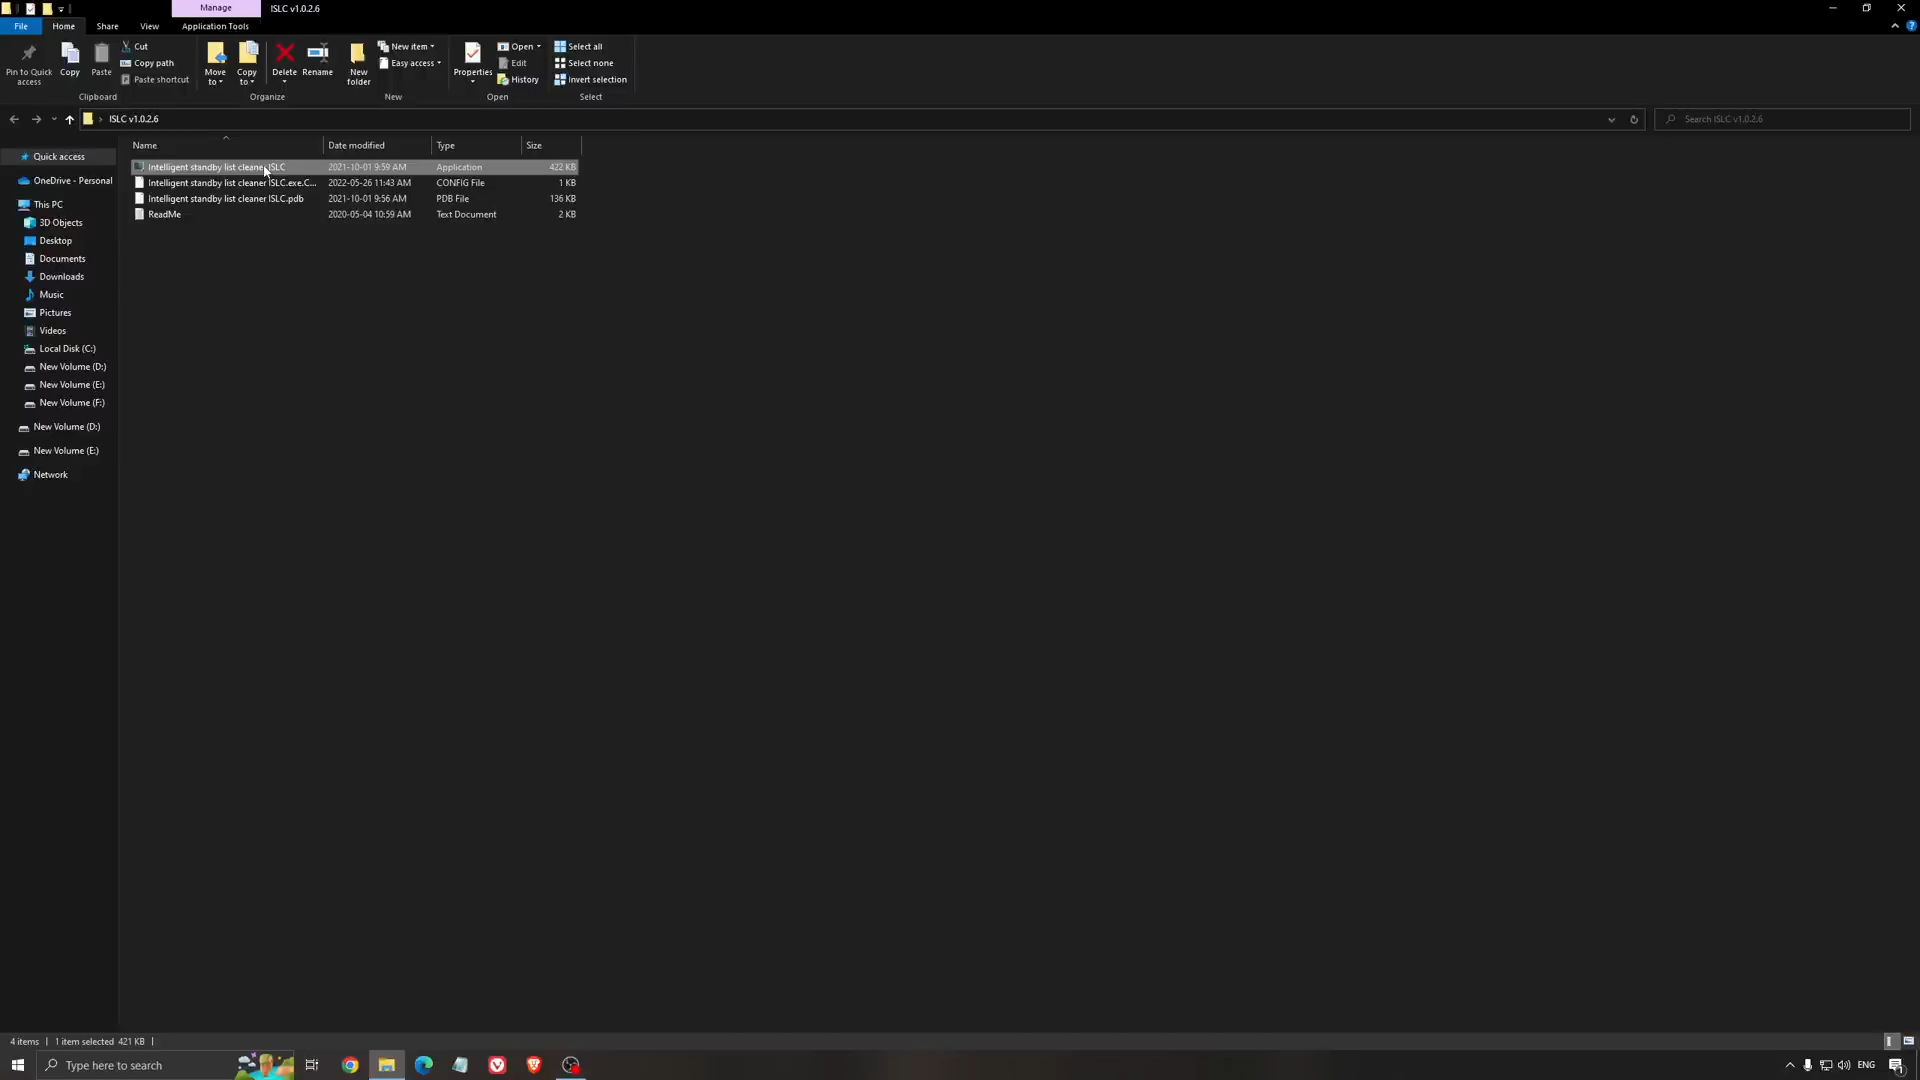 Manage
ISLC v1.0.2.6
File
Home
Share
View
Application Tools
Pin to Quick access
Copy
Paste
Cut
Copy path
Paste shortcut
Move to
Copy to
Delete
Rename
New folder
New item
Easy access
Properties
Open
Edit
History
Select all
Select none
Invert selection
Clipboard
Organize
New
Open
Select
ISLC v1.0.2.6
Search ISLC v1.0.2.6
Name
Date modified
Type
Size
Intelligent standby list cleaner ISLC 2021-10-01 9:59 AM Application 422 KB
Intelligent standby list cleaner ISLC.exe.C... 2022-05-26 11:43 AM CONFIG File 1 KB
Intelligent standby list cleaner ISLC.pdb 2021-10-01 9:56 AM PDB File 136 KB
ReadMe 2020-05-04 10:59 AM Text Document 2 KB
Quick access
OneDrive - Personal
This PC
3D Objects
Desktop
Documents
Downloads
Music
Pictures
Videos
Local Disk (C:)
New Volume (D:)
New Volume (E:)
New Volume (F:)
New Volume (D:)
New Volume (E:)
Network
4 items
1 item selected 421 KB
Type here to search
ENG